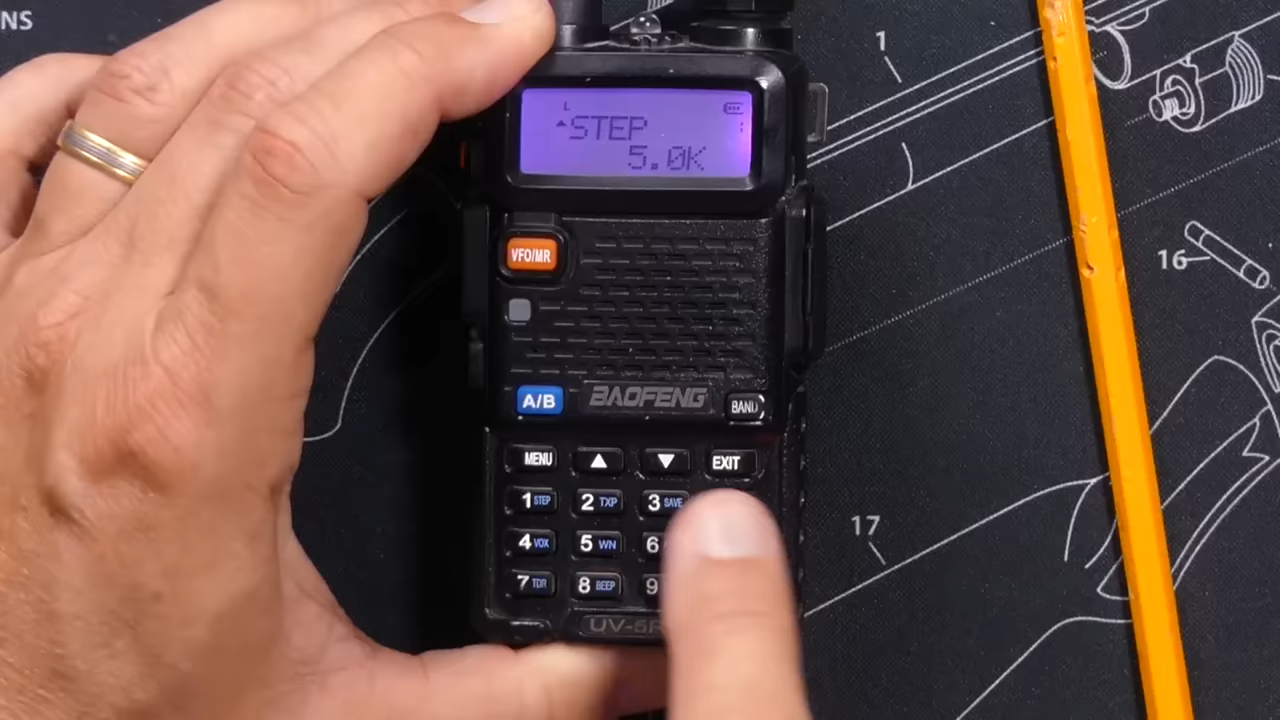 NS
1
L
STEP
5.0K
VFO/MR
16
A/B
BAOFENG
BAND
MENU ▲ ▼ EXIT
1 STEP 2 TXP 3 SAVE
4 VOX 5 WN 6
17
7 TDR 8 BEEP 9